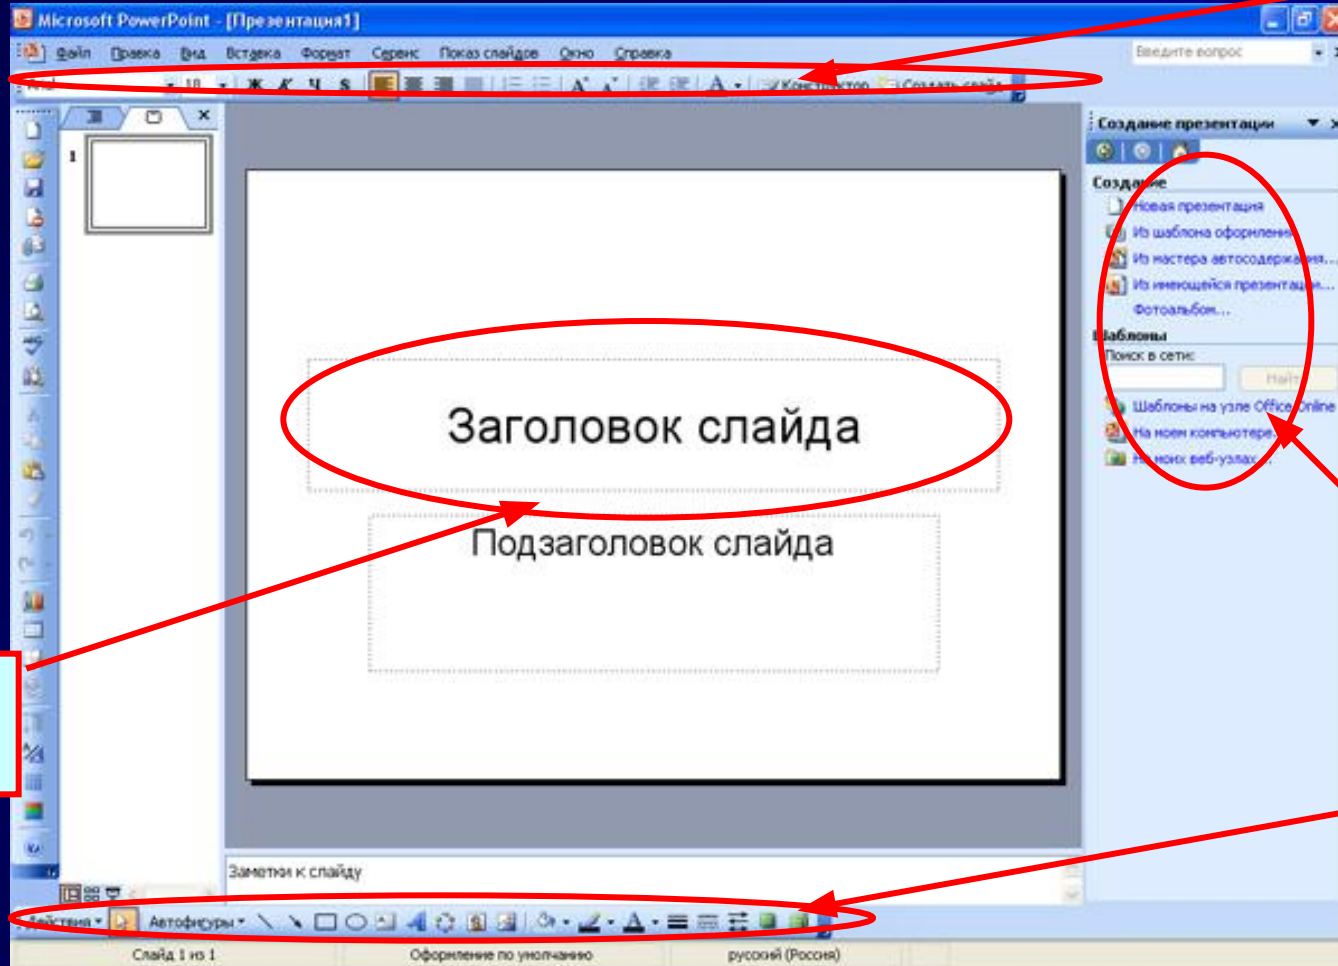 Microsoft PowerPoint - [Презентация1]
Файл Правка Вид Вставка Формат Сервис Показ слайдов Окно Справка
Введите вопрос
18 Ж К Ч S А Конструктор Создать слайд
Создание презентации
1
Создание
Новая презентация
Из шаблона оформления
Из мастера автосодержания...
Из имеющейся презентации...
Фотоальбом...
Шаблоны
Поиск в сети:
Найти
Шаблоны на узле Office Online
На моем компьютере...
На моих веб-узлах...
Заголовок слайда
Подзаголовок слайда
Заметки к слайду
Действия Автофигуры
Слайд 1 из 1 Оформление по умолчанию русский (Россия)